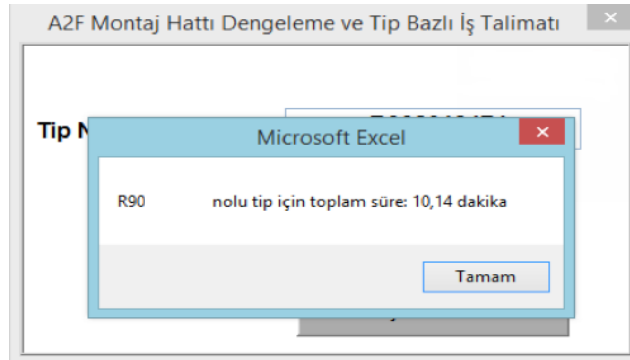 A2F Montaj Hattı Dengeleme ve Tip Bazlı İş Talimatı
Tip
Microsoft Excel
R90 nolu tip için toplam süre: 10,14 dakika
Tamam